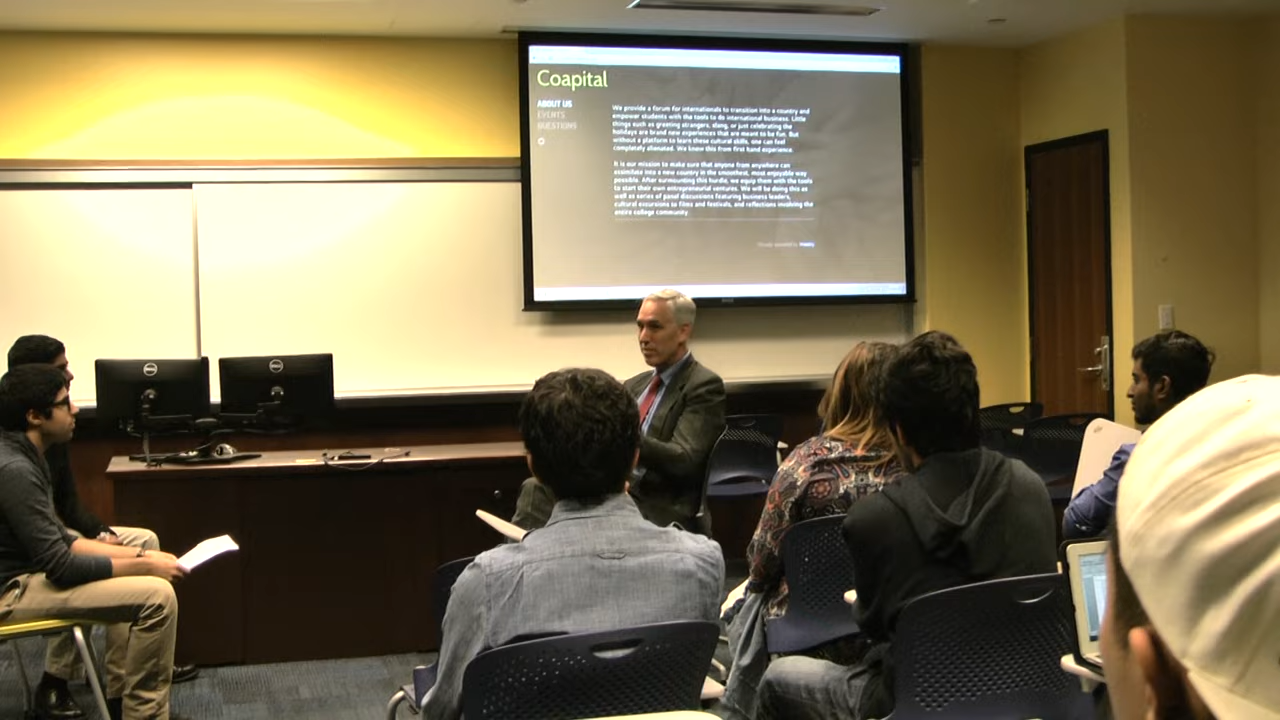 Coapital
ABOUT US
EVENTS
QUESTIONS
We provide a forum for internationals to transition into a country and
empower students with the tools to do international business. Little
things such as greeting strangers, slang, or just celebrating the
holidays are brand new experiences that are meant to be fun. But
without a platform to learn these cultural skills, one can feel
completely alienated. We know this from first hand experience.
It is our mission to make sure that anyone from anywhere can
assimilate into a new country in the smoothest, most enjoyable way
possible. After surmounting this hurdle, we equip them with the tools
to start their own entrepreneurial ventures. We will be doing this as
well as series of panel discussions featuring business leaders,
cultural excursions to films and festivals, and reflections involving the
entire college community.
DELL
DELL